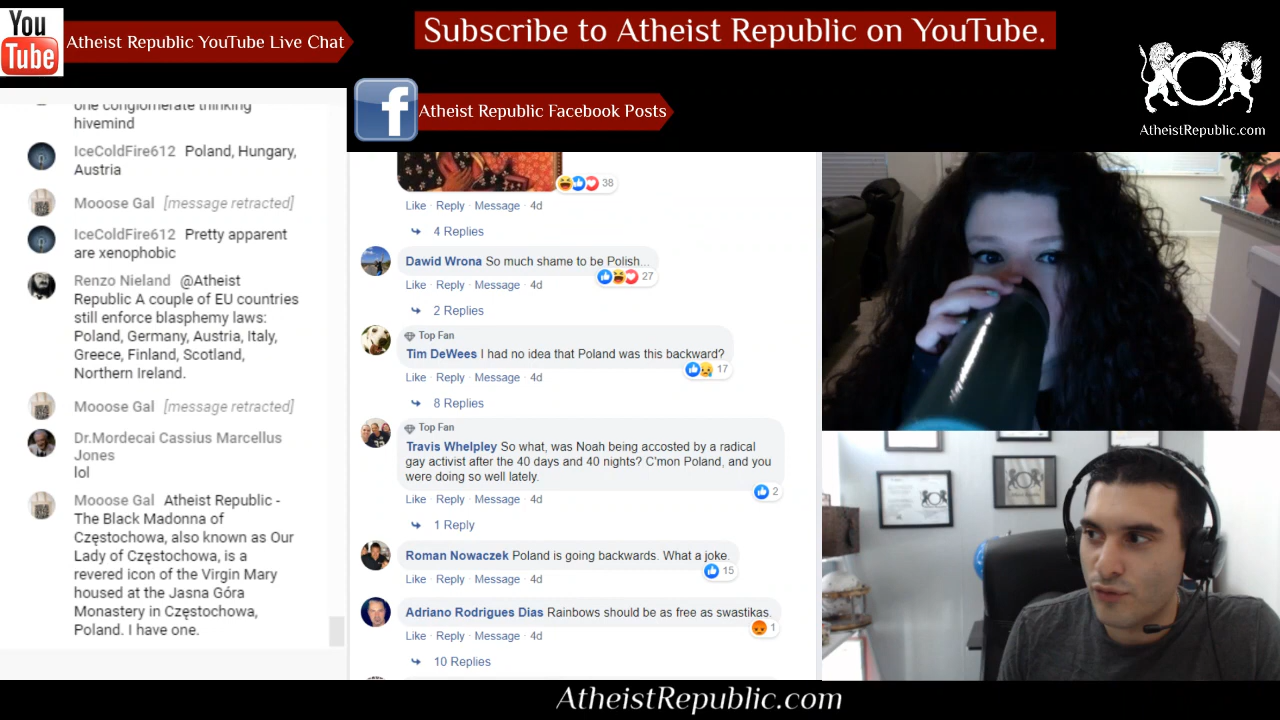 You
Tube
Atheist Republic YouTube Live Chat
Subscribe to Atheist Republic on YouTube.
AtheistRepublic.com
f
Atheist Republic Facebook Posts
one conglomerate thinking
hivemind
IceColdFire612 Poland, Hungary,
Austria
Mooose Gal [message retracted]
IceColdFire612 Pretty apparent
are xenophobic
Renzo Nieland @Atheist
Republic A couple of EU countries
still enforce blasphemy laws:
Poland, Germany, Austria, Italy,
Greece, Finland, Scotland,
Northern Ireland.
Mooose Gal [message retracted]
Dr.Mordecai Cassius Marcellus
Jones
lol
Mooose Gal Atheist Republic -
The Black Madonna of
Częstochowa, also known as Our
Lady of Częstochowa, is a
revered icon of the Virgin Mary
housed at the Jasna Góra
Monastery in Częstochowa,
Poland. I have one.
38
Like · Reply · Message · 4d
4 Replies
Dawid Wrona So much shame to be Polish...
27
Like · Reply · Message · 4d
2 Replies
Top Fan
Tim DeWees I had no idea that Poland was this backward?
17
Like · Reply · Message · 4d
8 Replies
Top Fan
Travis Whelpley So what, was Noah being accosted by a radical
gay activist after the 40 days and 40 nights? C'mon Poland, and you
were doing so well lately.
2
Like · Reply · Message · 4d
1 Reply
Roman Nowaczek Poland is going backwards. What a joke.
15
Like · Reply · Message · 4d
Adriano Rodrigues Dias Rainbows should be as free as swastikas.
1
Like · Reply · Message · 4d
10 Replies
AtheistRepublic.com